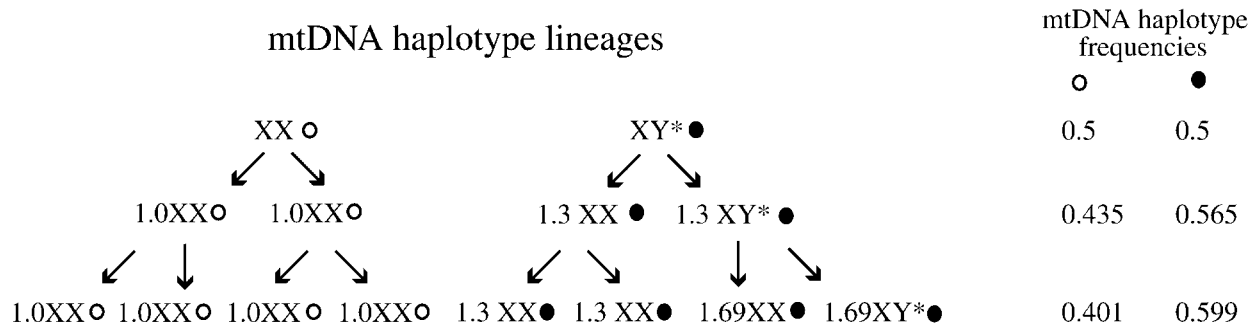 mtDNA haplotype lineages
mtDNA haplotype
frequencies
XX XY* 0.5 0.5
1.0XX 1.0XX 1.3 XX 1.3 XY* 0.435 0.565
1.0XX 1.0XX 1.0XX 1.0XX 1.3 XX 1.3 XX 1.69XX 1.69XY* 0.401 0.599